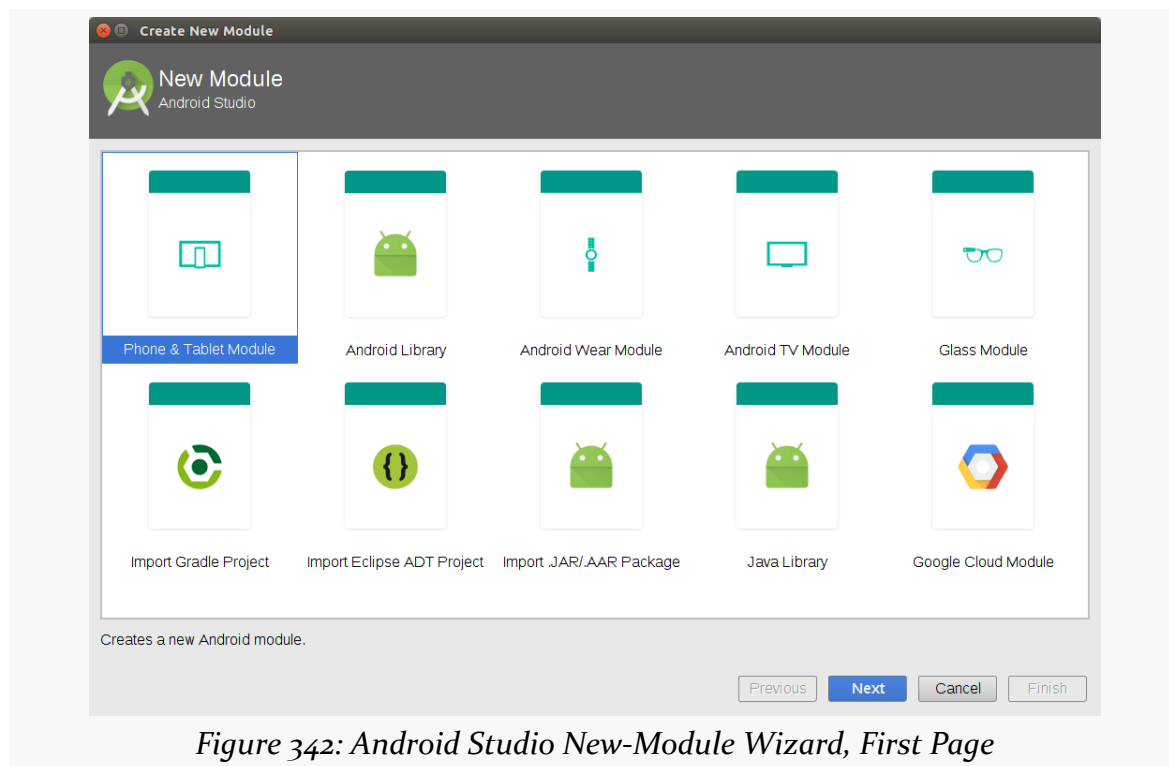 Create New Module
New Module
Android Studio
Phone & Tablet Module
Android Library
Android Wear Module
Android TV Module
Glass Module
Import Gradle Project
Import Eclipse ADT Project
Import .JAR/.AAR Package
Java Library
Google Cloud Module
Creates a new Android module.
Previous
Next
Cancel
Finish
Figure 342: Android Studio New-Module Wizard, First Page